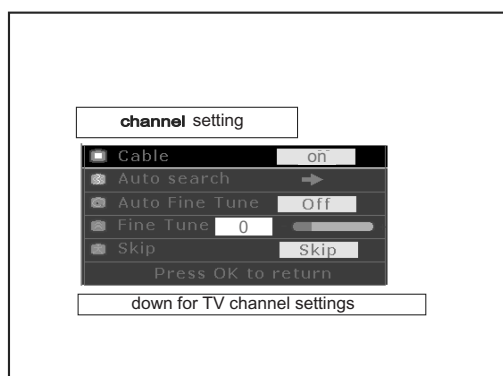 channel setting
Cable on
Auto search
Auto Fine Tune Off
Fine Tune 0
Skip Skip
Press OK to return
down for TV channel settings